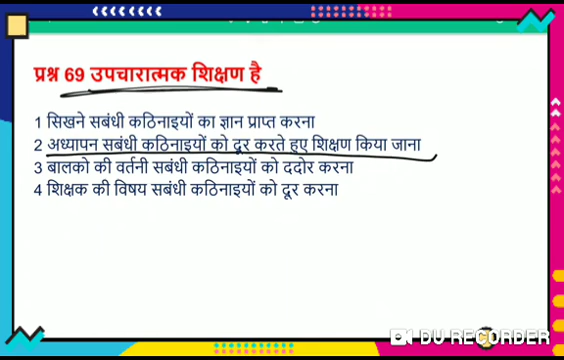 प्रश्न 69 उपचारात्मक शिक्षण है
1 सिखने सबंधी कठिनाइयों का ज्ञान प्राप्त करना
2 अध्यापन सबंधी कठिनाइयों को दूर करते हुए शिक्षण किया जाना
3 बालको की वर्तनी सबंधी कठिनाइयों को ददोर करना
4 शिक्षक की विषय सबंधी कठिनाइयों को दूर करना
DU RECORDER